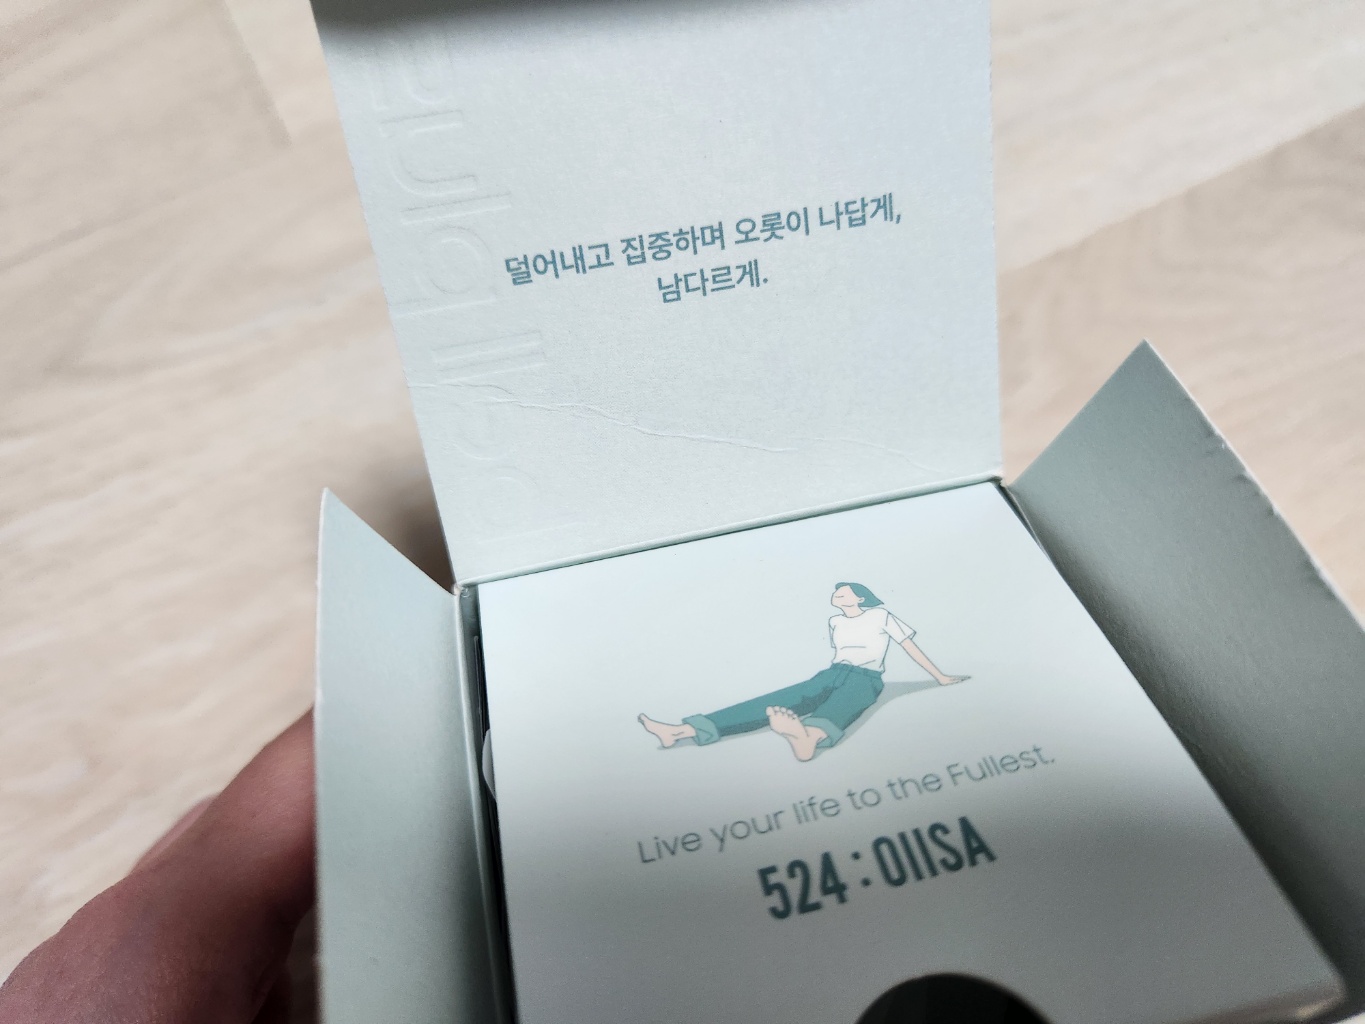 덜어내고 집중하며 오롯이 나답게,
남다르게.
Live your life to the Fullest.
524 : OIISA